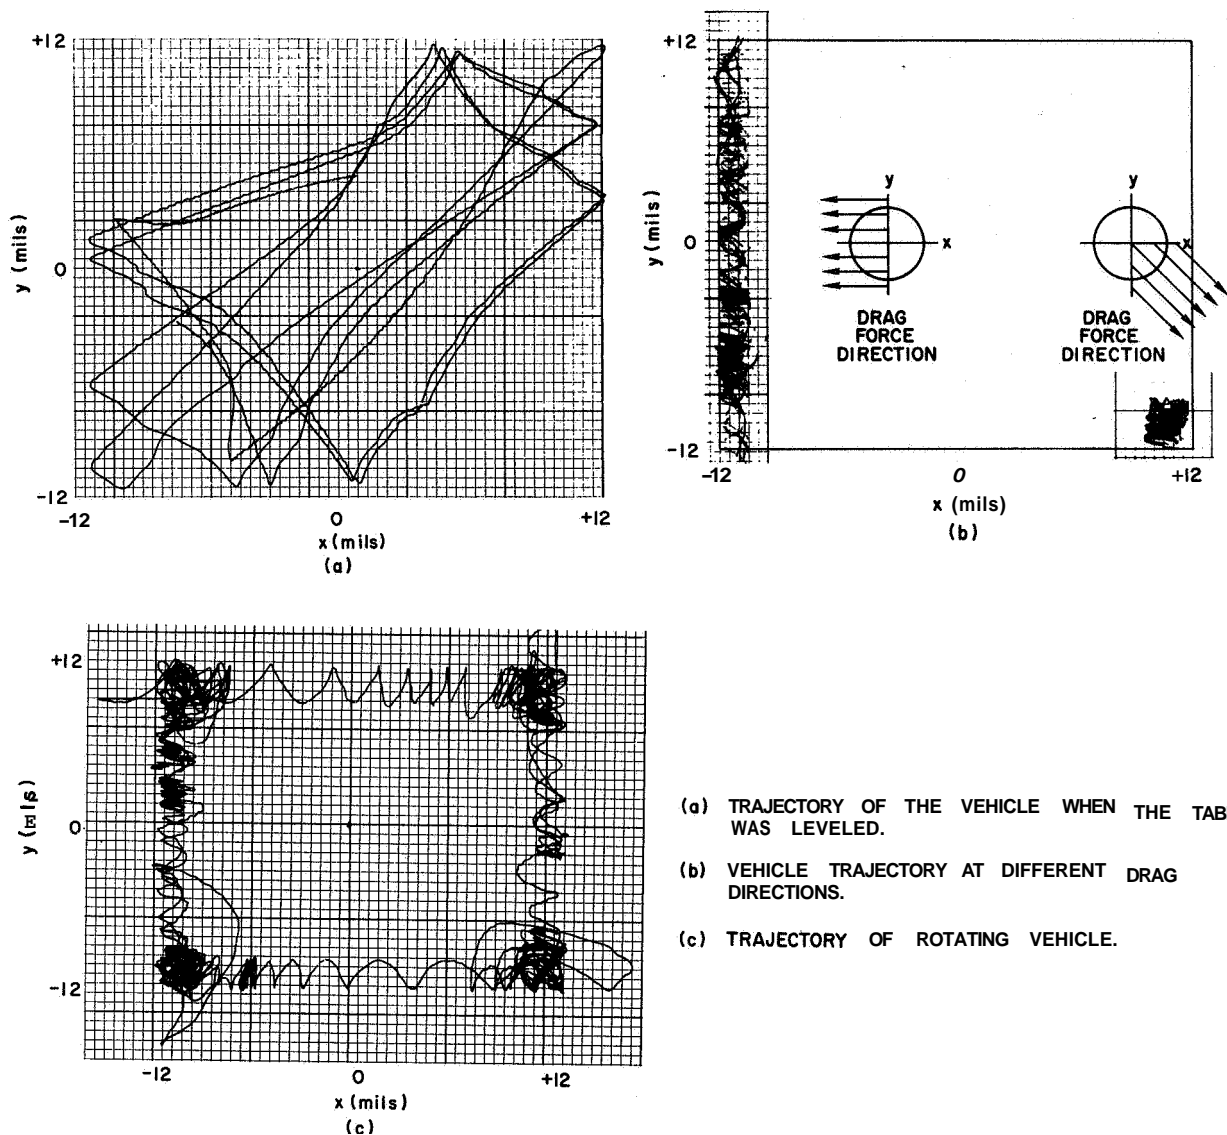 +12
y (mils)
0
-12
-12
0
+12
x (mils)
(a)
+12
y (mils)
0
-12
y
x
DRAG
FORCE
DIRECTION
y
x
DRAG
FORCE
DIRECTION
-12
0
+12
x (mils)
(b)
+12
0
-12
-12
0
+12
x (mils)
(c)
(a) TRAJECTORY OF THE VEHICLE WHEN THE TAB
WAS LEVELED.
(b) VEHICLE TRAJECTORY AT DIFFERENT DRAG
DIRECTIONS.
(c) TRAJECTORY OF ROTATING VEHICLE.